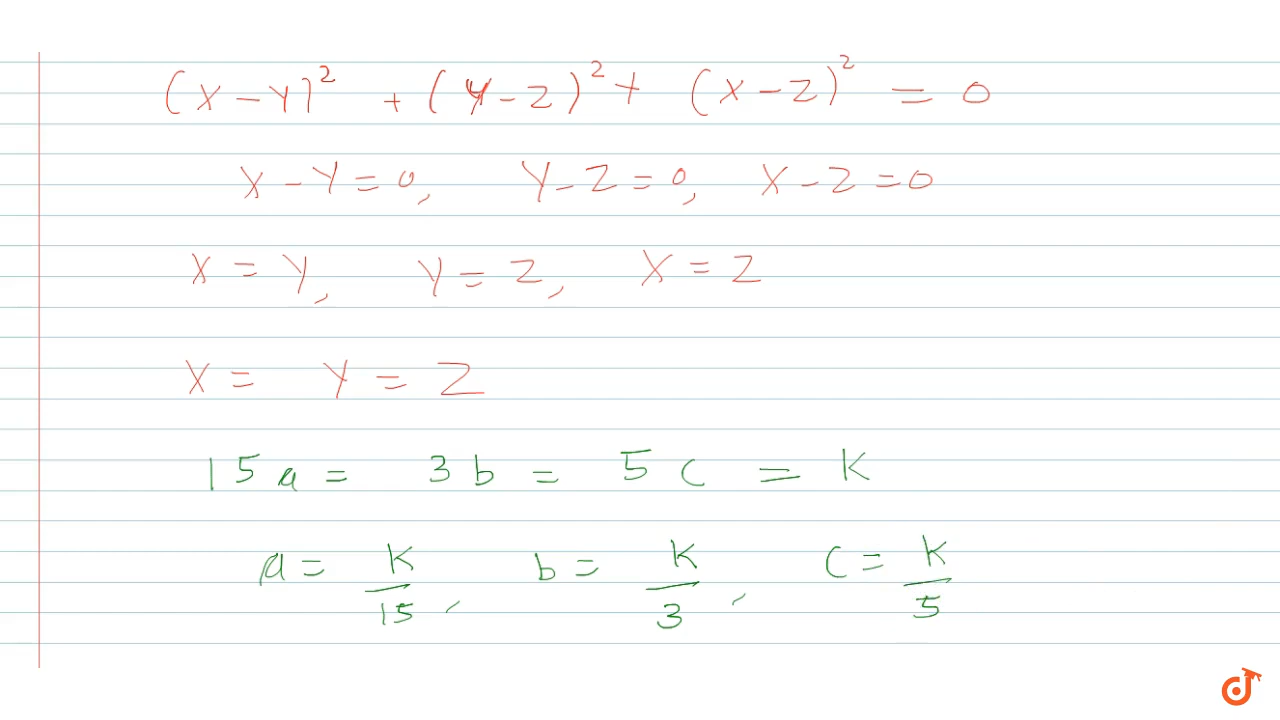 (X-Y)² + (Y-Z)² + (X-Z)² = 0
X-Y=0, Y-Z=0, X-Z=0
X=Y, Y=Z, X=Z
X= Y=Z
15a= 3b= 5c =K
a= K/15, b= K/3, c= K/5